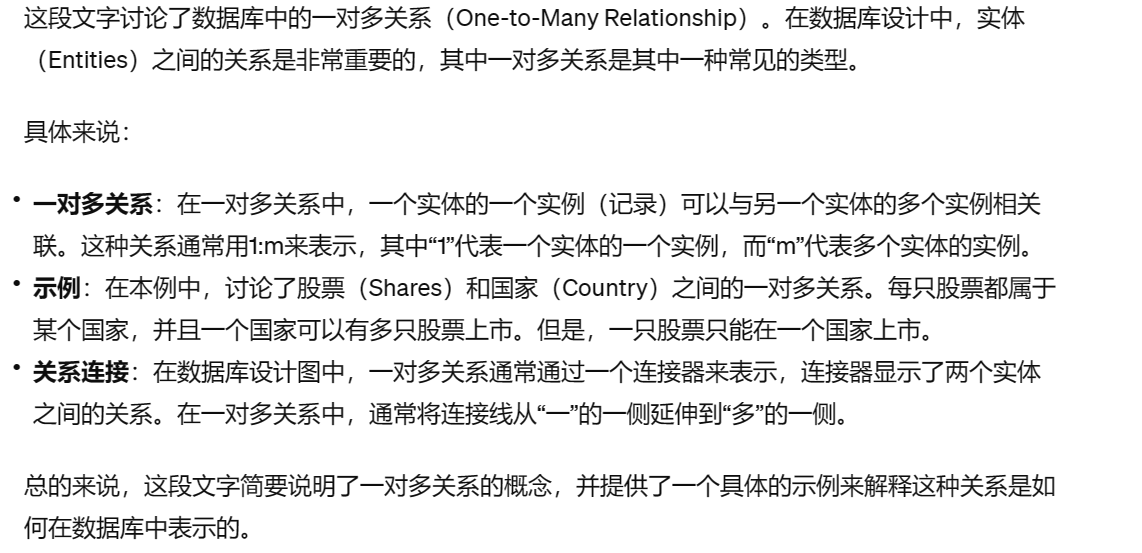 这段文字讨论了数据库中的一对多关系（One-to-Many Relationship）。在数据库设计中，实体
（Entities）之间的关系是非常重要的，其中一对多关系是其中一种常见的类型。
具体来说：
• 一对多关系：在一对多关系中，一个实体的一个实例（记录）可以与另一个实体的多个实例相关
联。这种关系通常用1:m来表示，其中“1”代表一个实体的一个实例，而“m”代表多个实体的实例。
• 示例：在本例中，讨论了股票（Shares）和国家（Country）之间的一对多关系。每只股票都属于
某个国家，并且一个国家可以有多只股票上市。但是，一只股票只能在一个国家上市。
• 关系连接：在数据库设计图中，一对多关系通常通过一个连接器来表示，连接器显示了两个实体
之间的关系。在一对多关系中，通常将连接线从“一”的一侧延伸到“多”的一侧。
总的来说，这段文字简要说明了一对多关系的概念，并提供了一个具体的示例来解释这种关系是如
何在数据库中表示的。